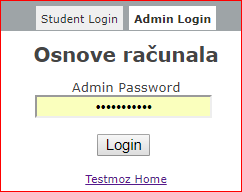 Student Login Admin Login
Osnove računala
Admin Password
•••••••••••
Login
Testmoz Home